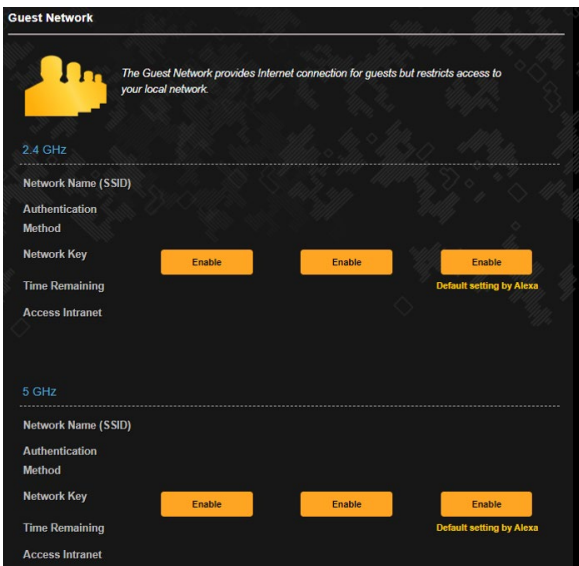 Guest Network
The Guest Network provides Internet connection for guests but restricts access to
your local network.
2.4 GHz
Network Name (SSID)
Authentication
Method
Network Key
Enable Enable Enable
Time Remaining
Default setting by Alexa
Access Intranet
5 GHz
Network Name (SSID)
Authentication
Method
Network Key
Enable Enable Enable
Time Remaining
Default setting by Alexa
Access Intranet